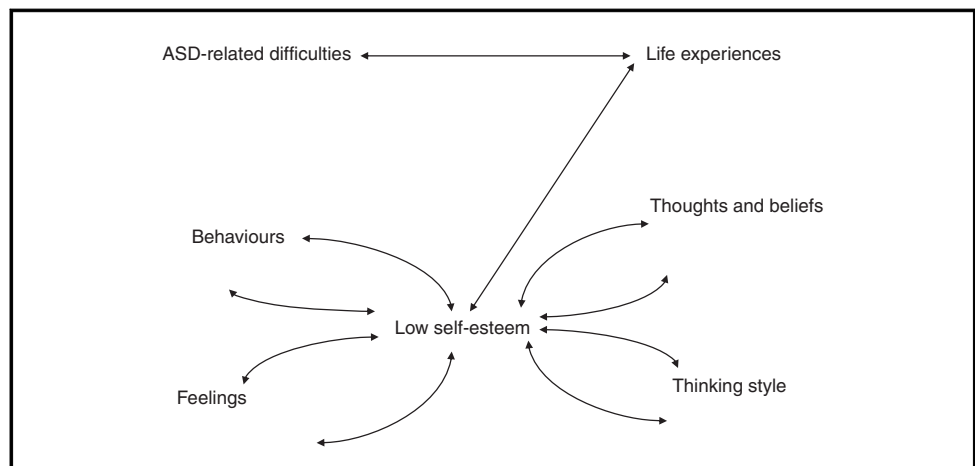 ASD-related difficulties
Life experiences
Thoughts and beliefs
Behaviours
Low self-esteem
Thinking style
Feelings